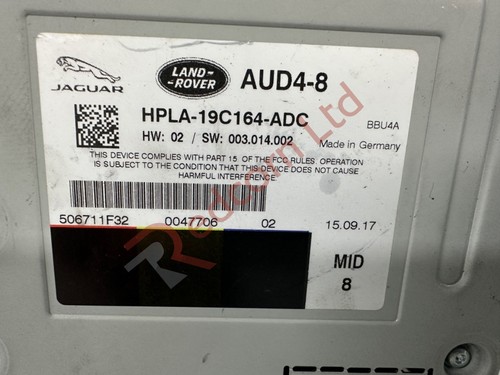 JAGUAR
LAND-
ROVER
AUD4-8
HPLA-19C164-ADC
BBU4A
HW: 02 / SW: 003.014.002
Made in Germany
THIS DEVICE COMPLIES WITH PART 15 OF THE FCC RULES. OPERATION
IS SUBJECT TO THE CONDITION THAT THIS DEVICE DOES NOT CAUSE
HARMFUL INTERFERENCE.
506711F32 0047706 02 15.09.17
MID
8
Redcorn Ltd